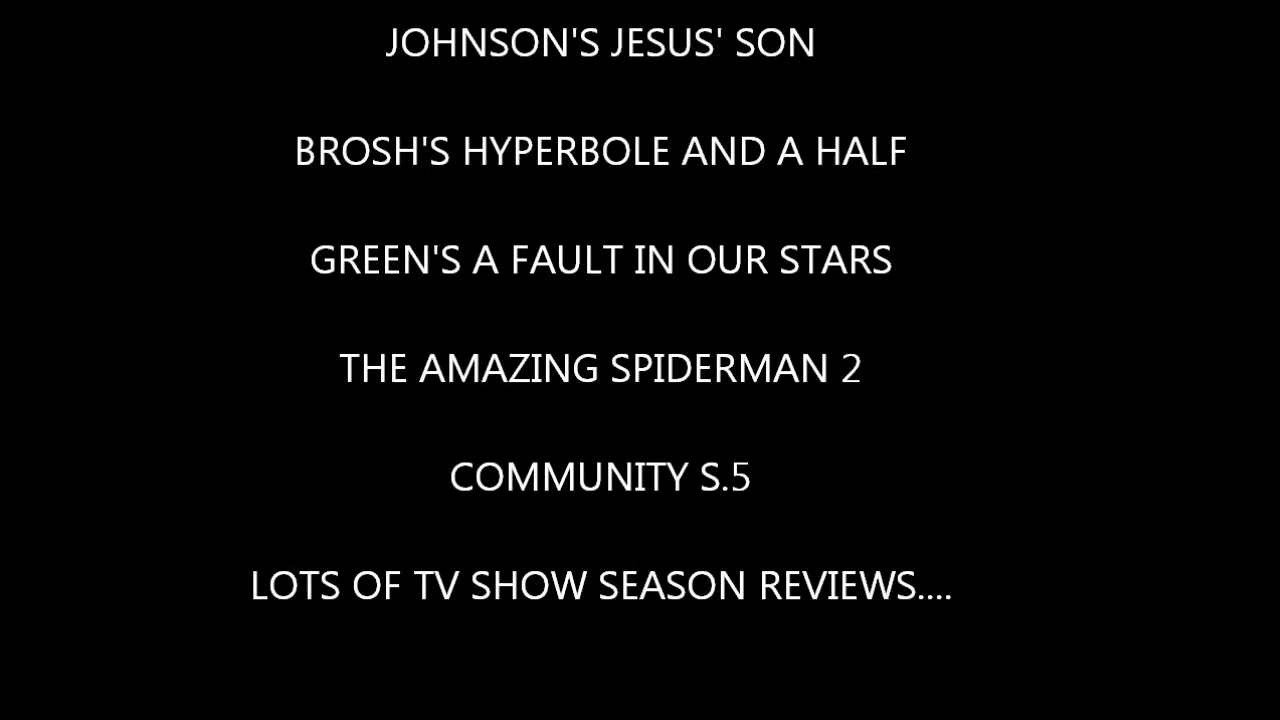 JOHNSON'S JESUS' SON
BROSH'S HYPERBOLE AND A HALF
GREEN'S A FAULT IN OUR STARS
THE AMAZING SPIDERMAN 2
COMMUNITY S.5
LOTS OF TV SHOW SEASON REVIEWS....